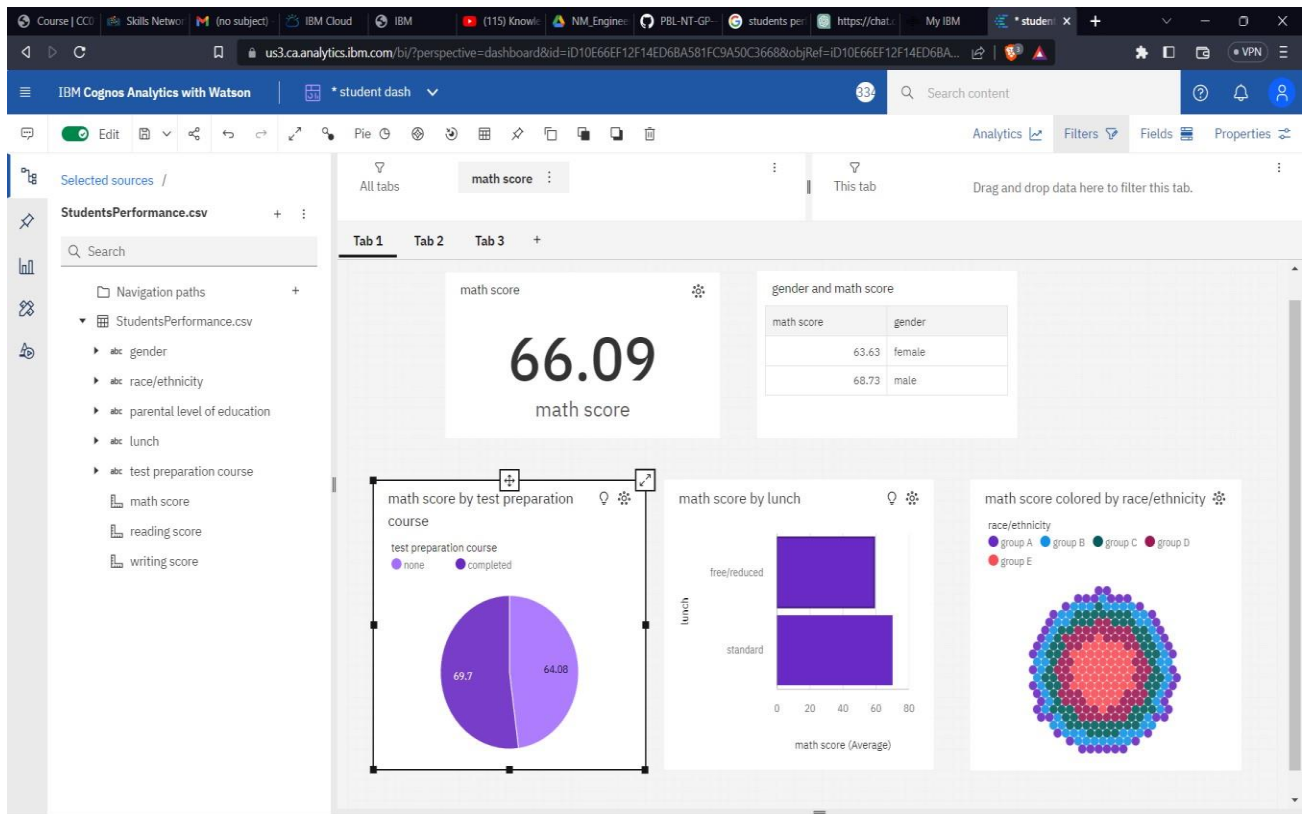 Course | CC0
Skills Networ
(no subject)
IBM Cloud
IBM
(115) Knowle
NM_Enginee
PBL-NT-GP-
students per
https://chat.
My IBM
* student
us3.ca.analytics.ibm.com/bi/?perspective=dashboard&id=iD10E66EF12F14ED6BA581FC9A50C3668&objRef=iD10E66EF12F14ED6BA...
VPN
IBM Cognos Analytics with Watson
* student dash
334
Search content
Edit
Pie
Analytics
Filters
Fields
Properties
Selected sources /
StudentsPerformance.csv
Search
Navigation paths
StudentsPerformance.csv
abc gender
abc race/ethnicity
abc parental level of education
abc lunch
abc test preparation course
math score
reading score
writing score
All tabs
math score
This tab
Drag and drop data here to filter this tab.
Tab 1 Tab 2 Tab 3 +
math score
66.09
math score
gender and math score
math score gender
63.63 female
68.73 male
math score by test preparation
course
test preparation course
none completed
69.7
64.08
math score by lunch
lunch
free/reduced
standard
0 20 40 60 80
math score (Average)
math score colored by race/ethnicity
race/ethnicity
group A group B group C group D
group E